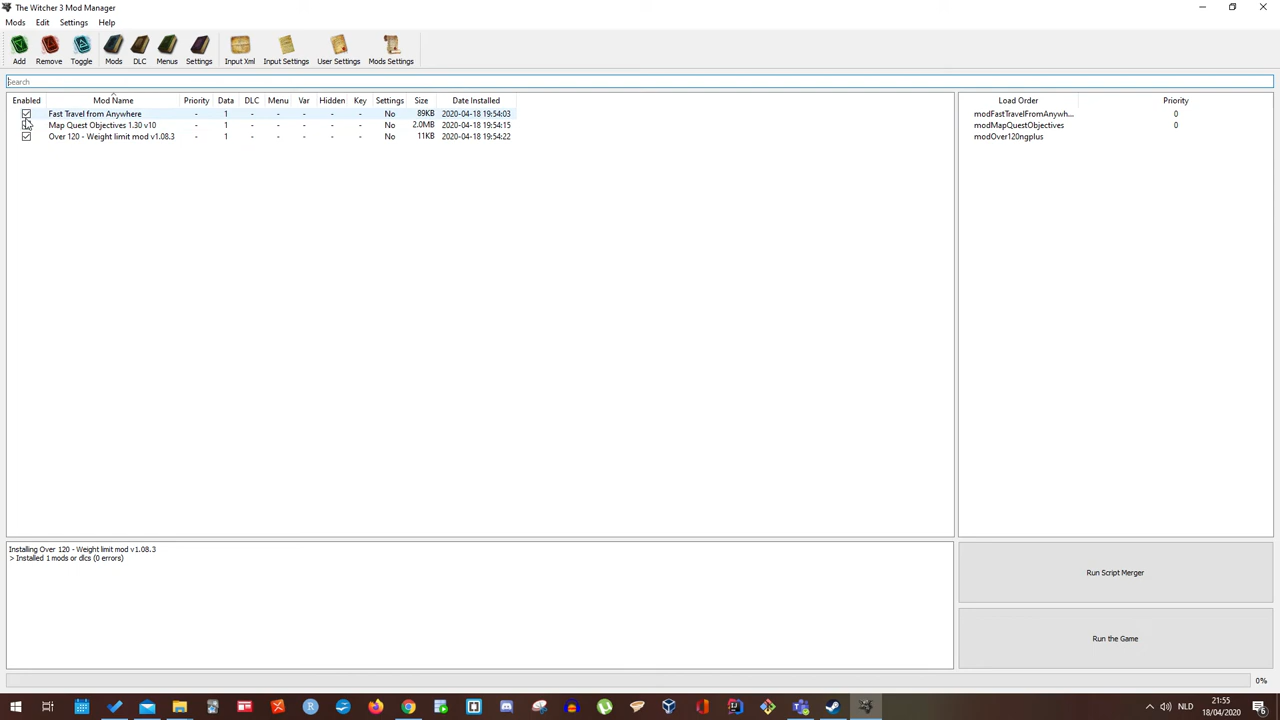 The Witcher 3 Mod Manager
Mods Edit Settings Help
Add Remove Toggle Mods DLC Menus Settings Input Xml Input Settings User Settings Mods Settings
Search
Enabled Mod Name Priority Data DLC Menu Var Hidden Key Settings Size Date Installed
Fast Travel from Anywhere - 1 - - - - - No 89KB 2020-04-18 19:54:03
Map Quest Objectives 1.30 v10 - 1 - - - - - No 2.0MB 2020-04-18 19:54:15
Over 120 - Weight limit mod v1.08.3 - 1 - - - - - No 11KB 2020-04-18 19:54:22
Load Order Priority
modFastTravelFromAnywh... 0
modMapQuestObjectives 0
modOver120ngplus
Installing Over 120 - Weight limit mod v1.08.3
> Installed 1 mods or dlcs (0 errors)
Run Script Merger
Run the Game
0%
NLD
21:55
18/04/2020
6